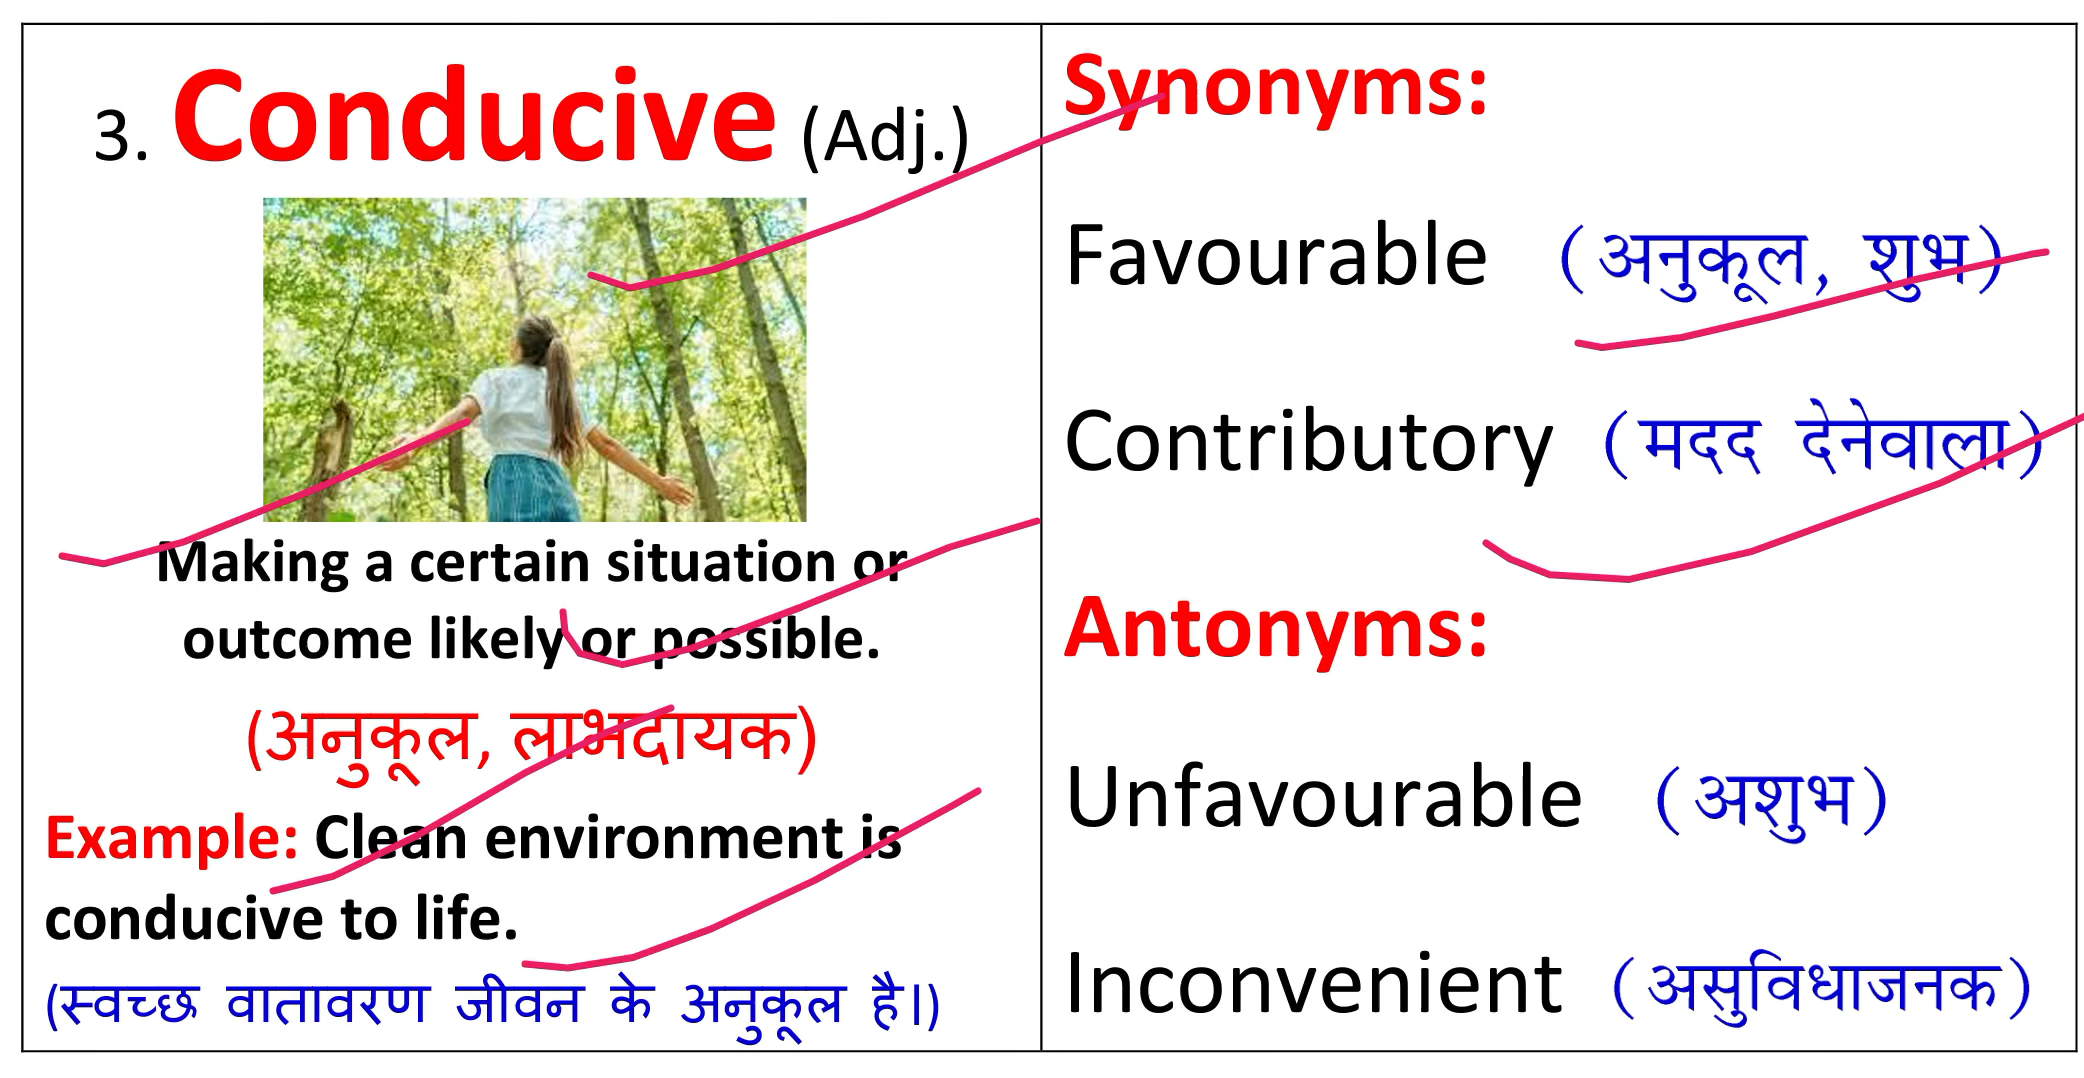 3. Conducive (Adj.)
Making a certain situation or
outcome likely or possible.
(अनुकूल, लाभदायक)
Example: Clean environment is
conducive to life.
(स्वच्छ वातावरण जीवन के अनुकूल है।)
Synonyms:
Favourable (अनुकूल, शुभ)
Contributory (मदद देनेवाला)
Antonyms:
Unfavourable (अशुभ)
Inconvenient (असुविधाजनक)